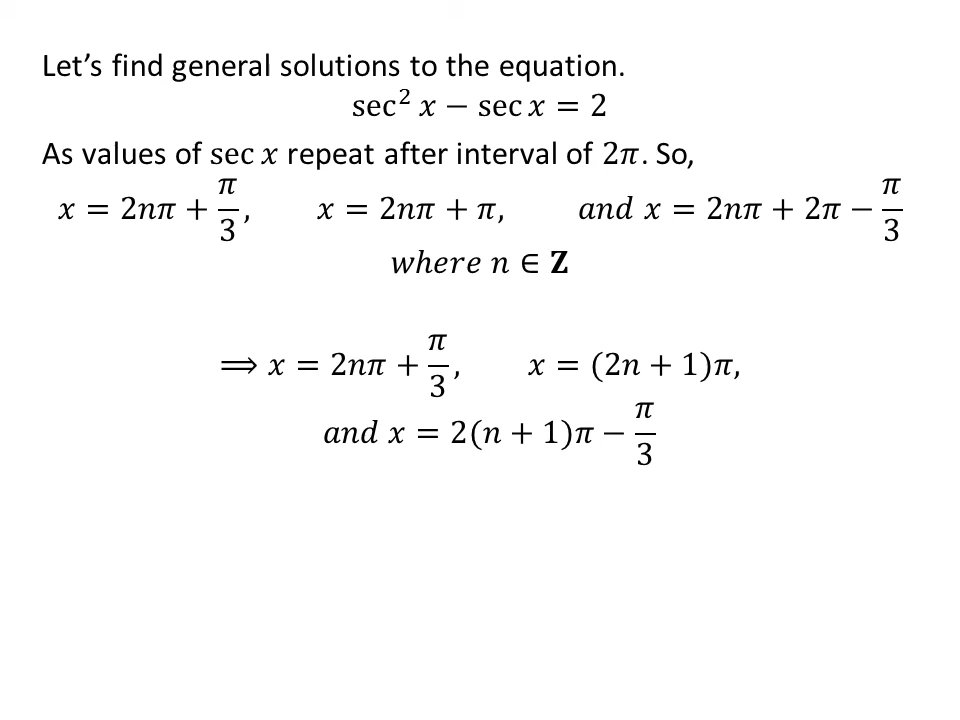 Let’s find general solutions to the equation.
sec² 𝑥 − sec 𝑥 = 2
As values of sec 𝑥 repeat after interval of 2𝜋. So,
𝑥 = 2𝑛𝜋 + 𝜋/3, 𝑥 = 2𝑛𝜋 + 𝜋, 𝑎𝑛𝑑 𝑥 = 2𝑛𝜋 + 2𝜋 − 𝜋/3
𝑤ℎ𝑒𝑟𝑒 𝑛 ∈ 𝐙
⟹ 𝑥 = 2𝑛𝜋 + 𝜋/3, 𝑥 = (2𝑛 + 1)𝜋,
𝑎𝑛𝑑 𝑥 = 2(𝑛 + 1)𝜋 − 𝜋/3